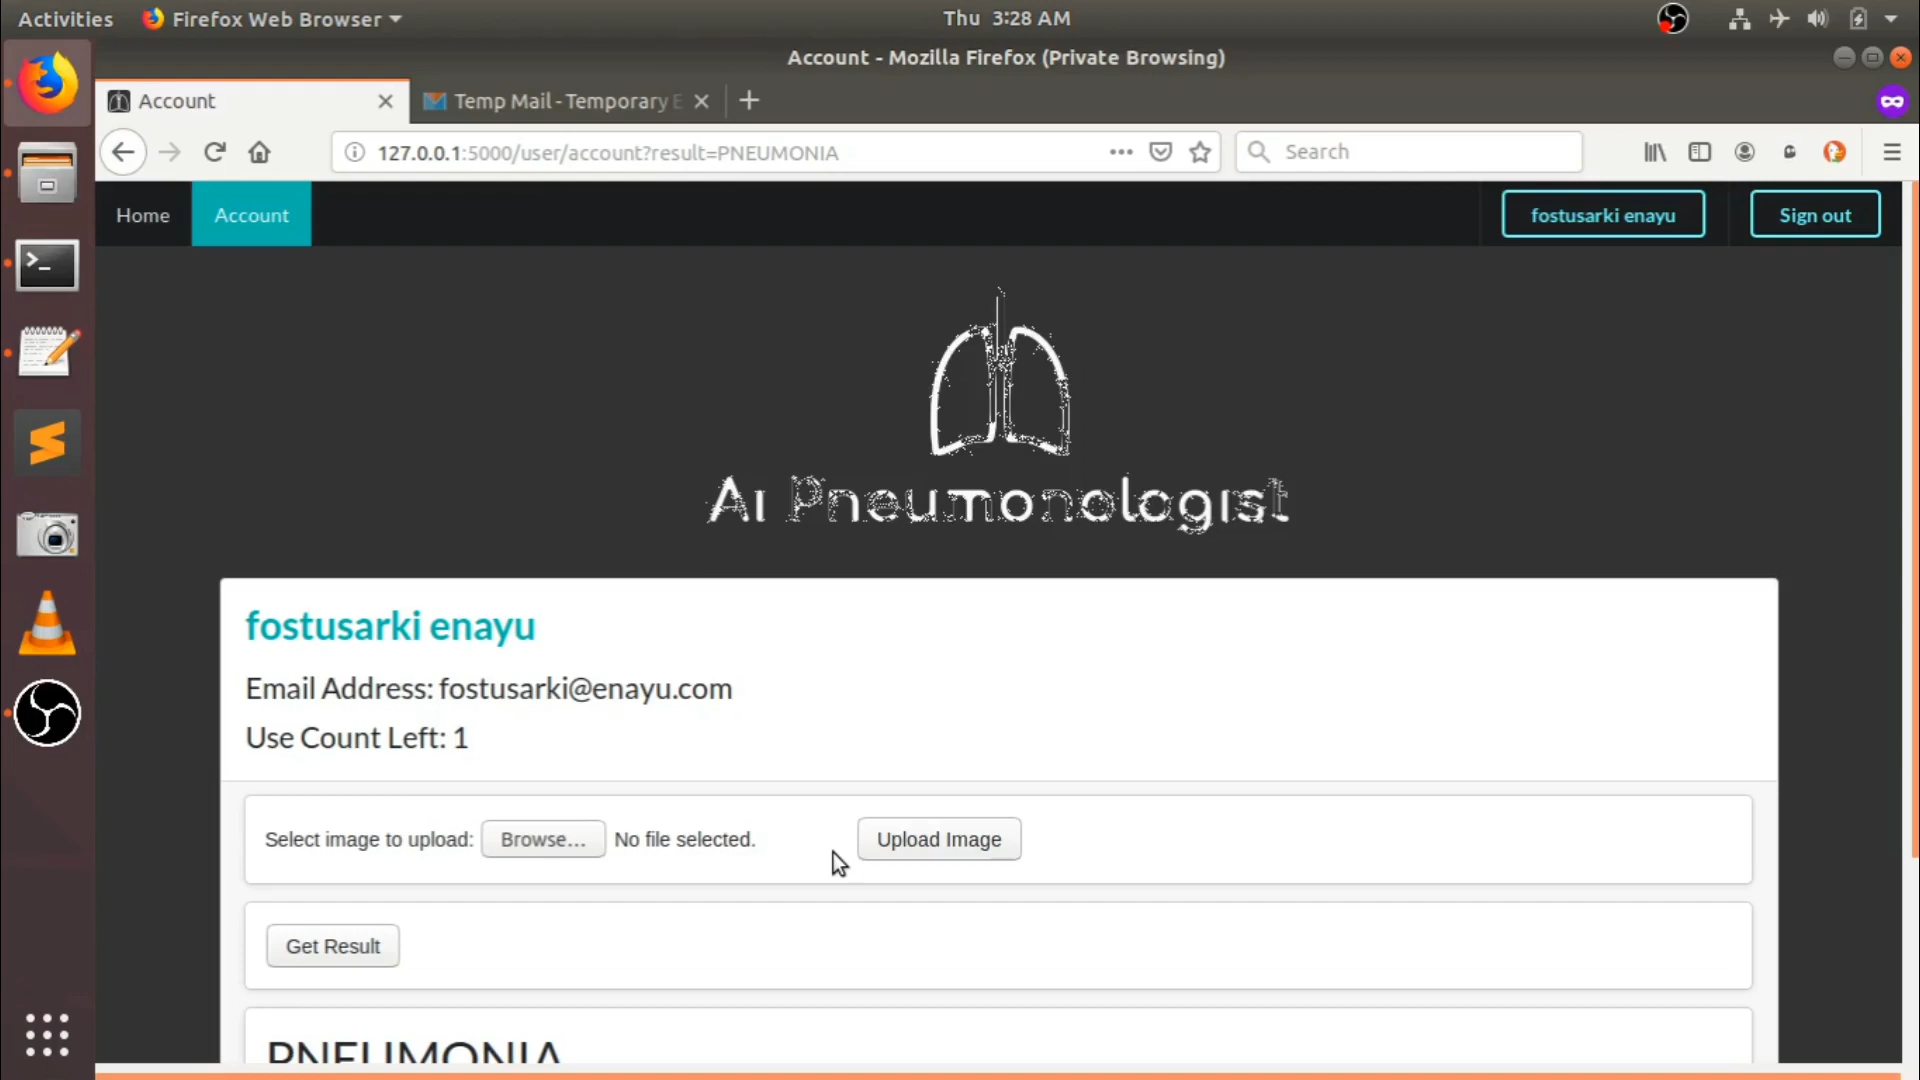 Activities Firefox Web Browser Thu 3:28 AM
Account - Mozilla Firefox (Private Browsing)
Account Temp Mail - Temporary E
127.0.0.1:5000/user/account?result=PNEUMONIA Search
Home Account fostusarki enayu Sign out
Ai Pneumonologist
fostusarki enayu
Email Address: fostusarki@enayu.com
Use Count Left: 1
Select image to upload: Browse... No file selected. Upload Image
Get Result
PNEUMONIA